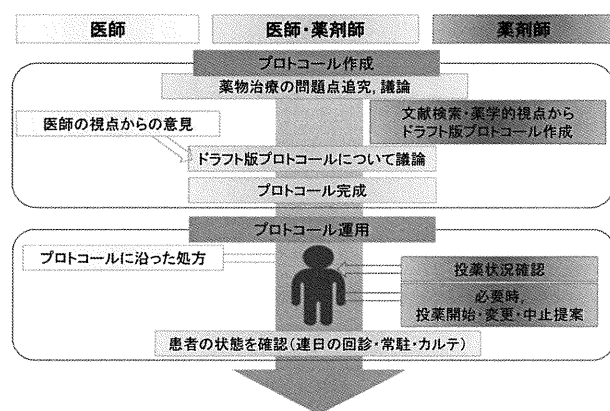 医師
医師・薬剤師
薬剤師
プロトコール作成
薬物治療の問題点追究,議論
医師の視点からの意見
文献検索・薬学的視点から
ドラフト版プロトコール作成
ドラフト版プロトコールについて議論
プロトコール完成
プロトコール運用
プロトコールに沿った処方
投薬状況確認
必要時,
投薬開始・変更・中止提案
患者の状態を確認(連日の回診・常駐・カルテ)